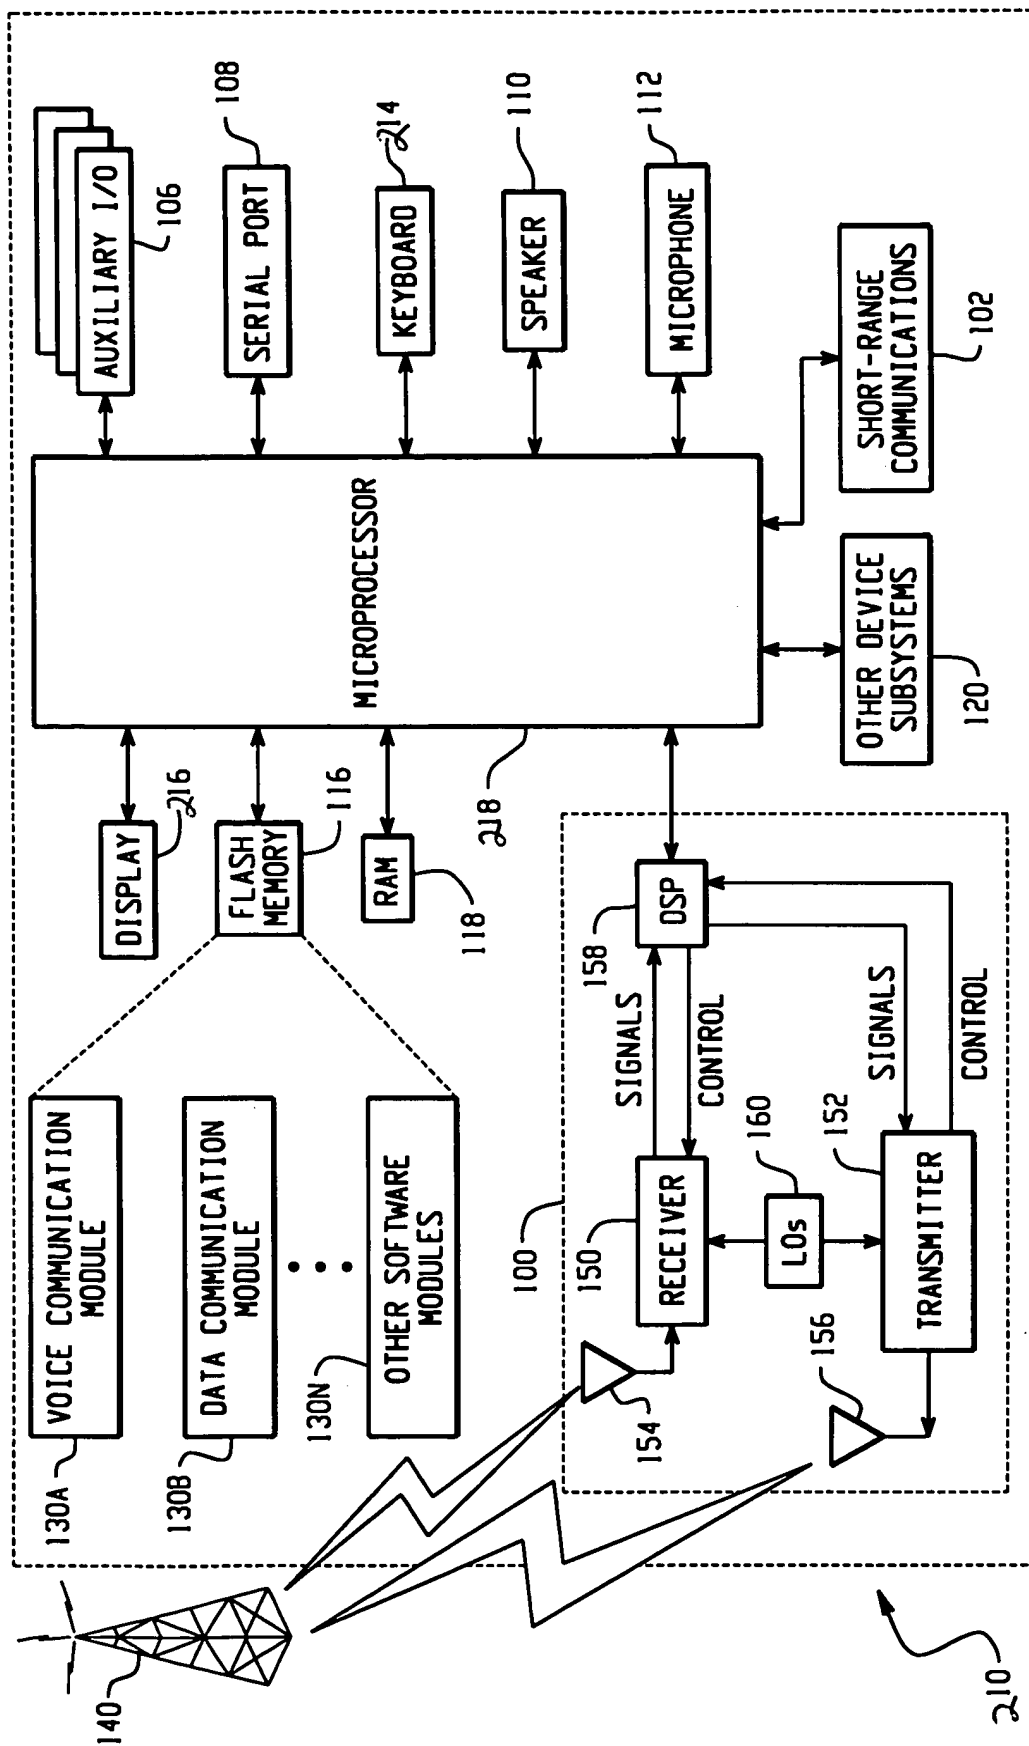 140
130A
VOICE COMMUNICATION
MODULE
130B
DATA COMMUNICATION
MODULE
130N
OTHER SOFTWARE
MODULES
DISPLAY
216
FLASH
MEMORY
116
RAM
118
MICROPROCESSOR
218
AUXILIARY I/O
106
SERIAL PORT
108
KEYBOARD
214
SPEAKER
110
MICROPHONE
112
SHORT-RANGE
COMMUNICATIONS
102
OTHER DEVICE
SUBSYSTEMS
120
100
154
150
RECEIVER
SIGNALS
CONTROL
158
DSP
LOs
160
156
TRANSMITTER
152
SIGNALS
CONTROL
210